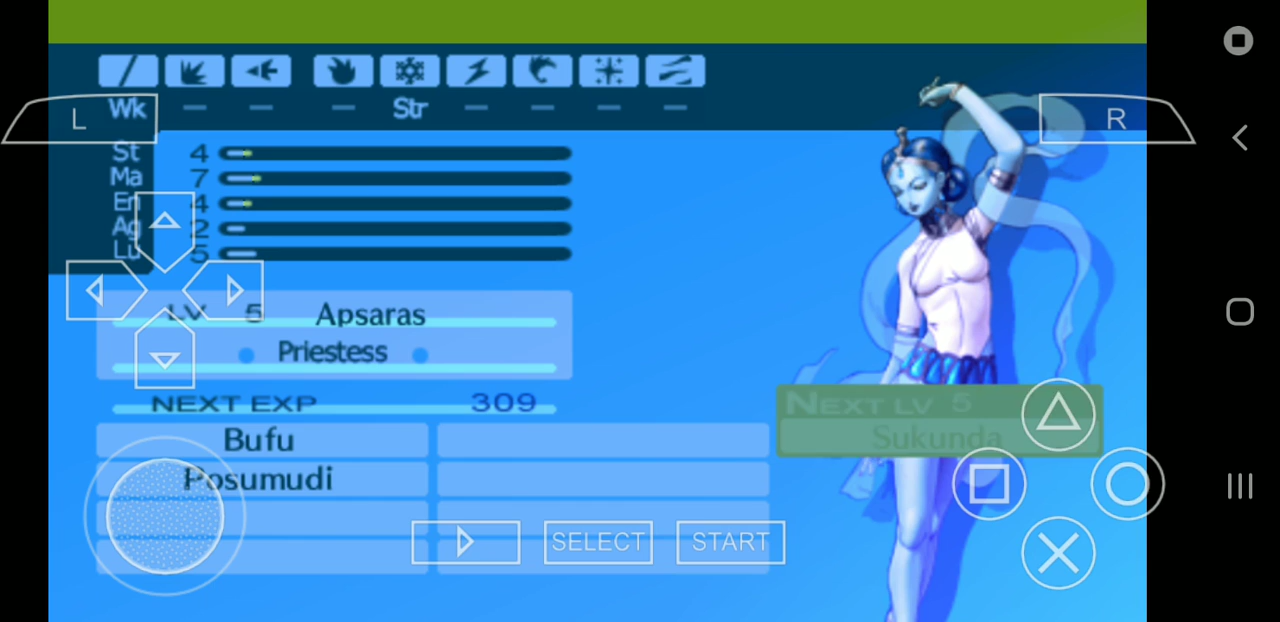 Wk — — — Str — — — —
L
R
St 4
Ma 7
En 4
Ag 2
Lu 5
LV 5 Apsaras
Priestess
NEXT EXP 309
NEXT LV 5
Sukunda
Bufu
Posumudi
SELECT
START